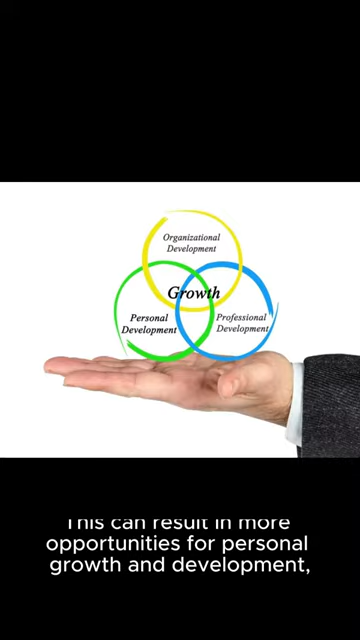 Organizational
Development
Growth
Personal
Development
Professional
Development
This can result in more
opportunities for personal
growth and development,